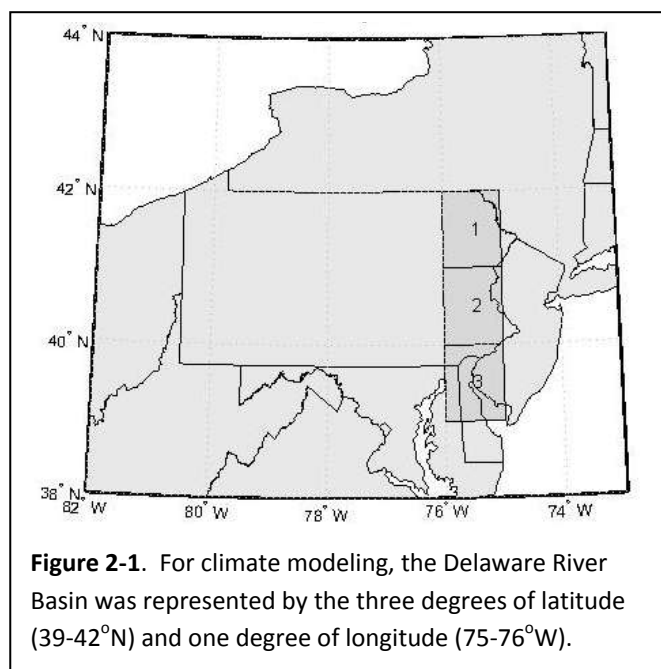 44° N
42° N
1
2
40° N
3
38° N
82° W
80° W
78° W
76° W
74° W
Figure 2-1. For climate modeling, the Delaware River
Basin was represented by the three degrees of latitude
(39-42°N) and one degree of longitude (75-76°W).